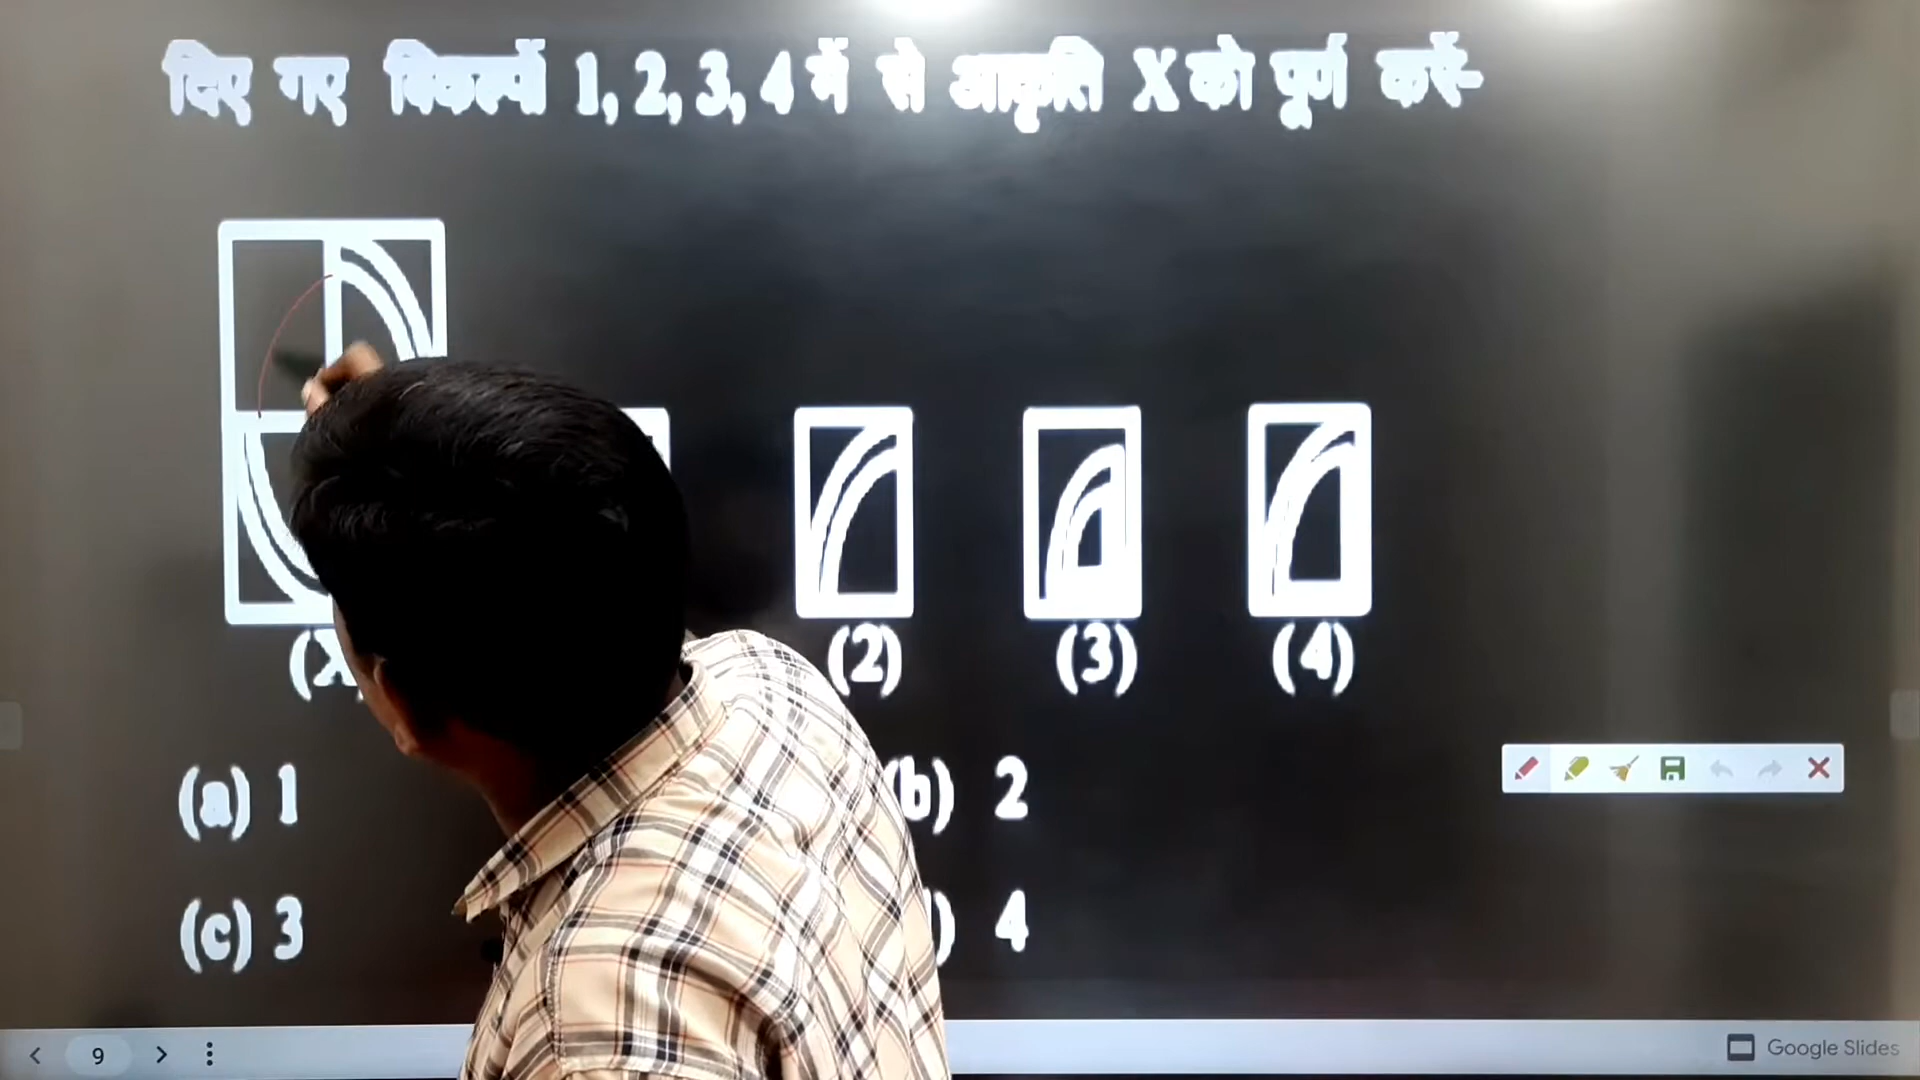 दिए गए विकल्पों 1, 2, 3, 4 में से आकृति X को पूर्ण करें-
(2) (3) (4)
(a) 1
(b) 2
(c) 3
4
9
Google Slides